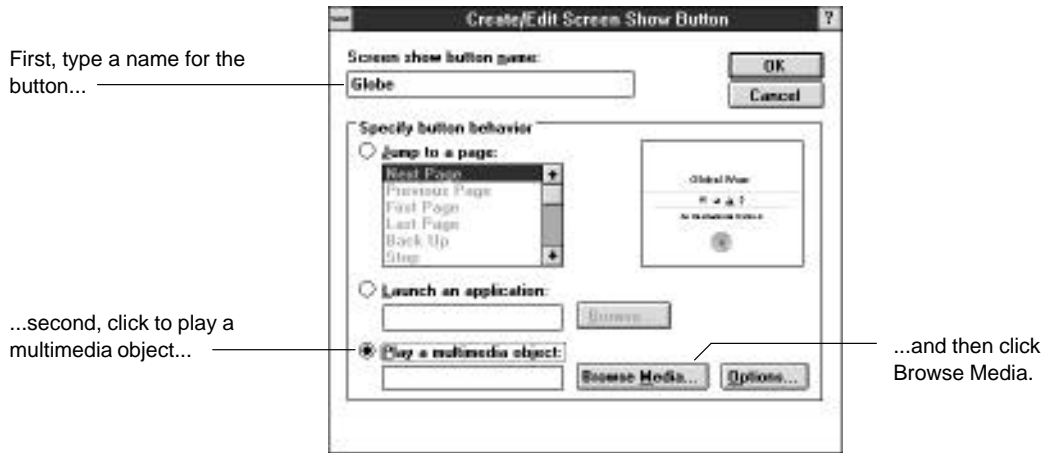 Create/Edit Screen Show Button
?
First, type a name for the
button...
Screen show button name:
Globe
OK
Cancel
Specify button behavior
Jump to a page:
Next Page
Previous Page
First Page
Last Page
Back Up
Stop
Launch an application:
Browse...
...second, click to play a
multimedia object...
Play a multimedia object:
Browse Media...
Options...
...and then click
Browse Media.